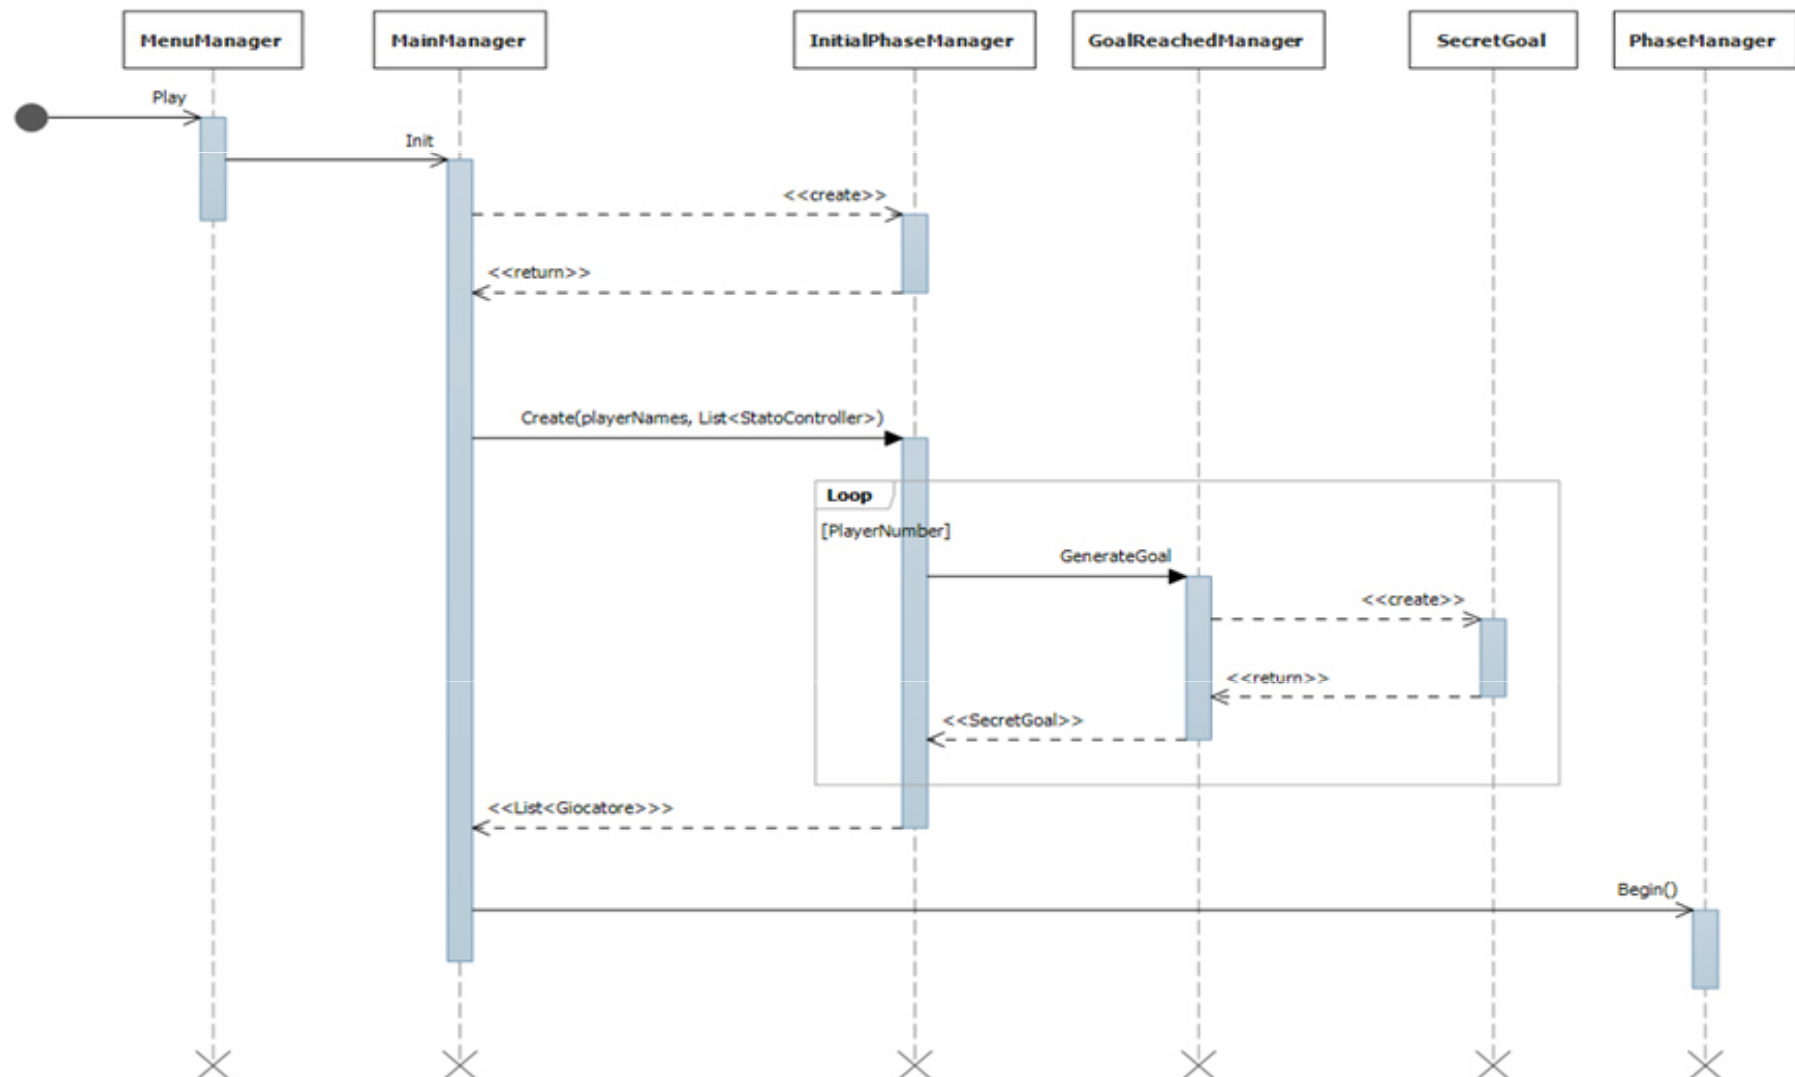 MenuManager
MainManager
InitialPhaseManager
GoalReachedManager
SecretGoal
PhaseManager
Play
Init
<<create>>
<<return>>
Create(playerNames, List<StatoController>)
Loop
[PlayerNumber]
GenerateGoal
<<create>>
<<return>>
<<SecretGoal>>
<<List<Giocatore>>>
Begin()